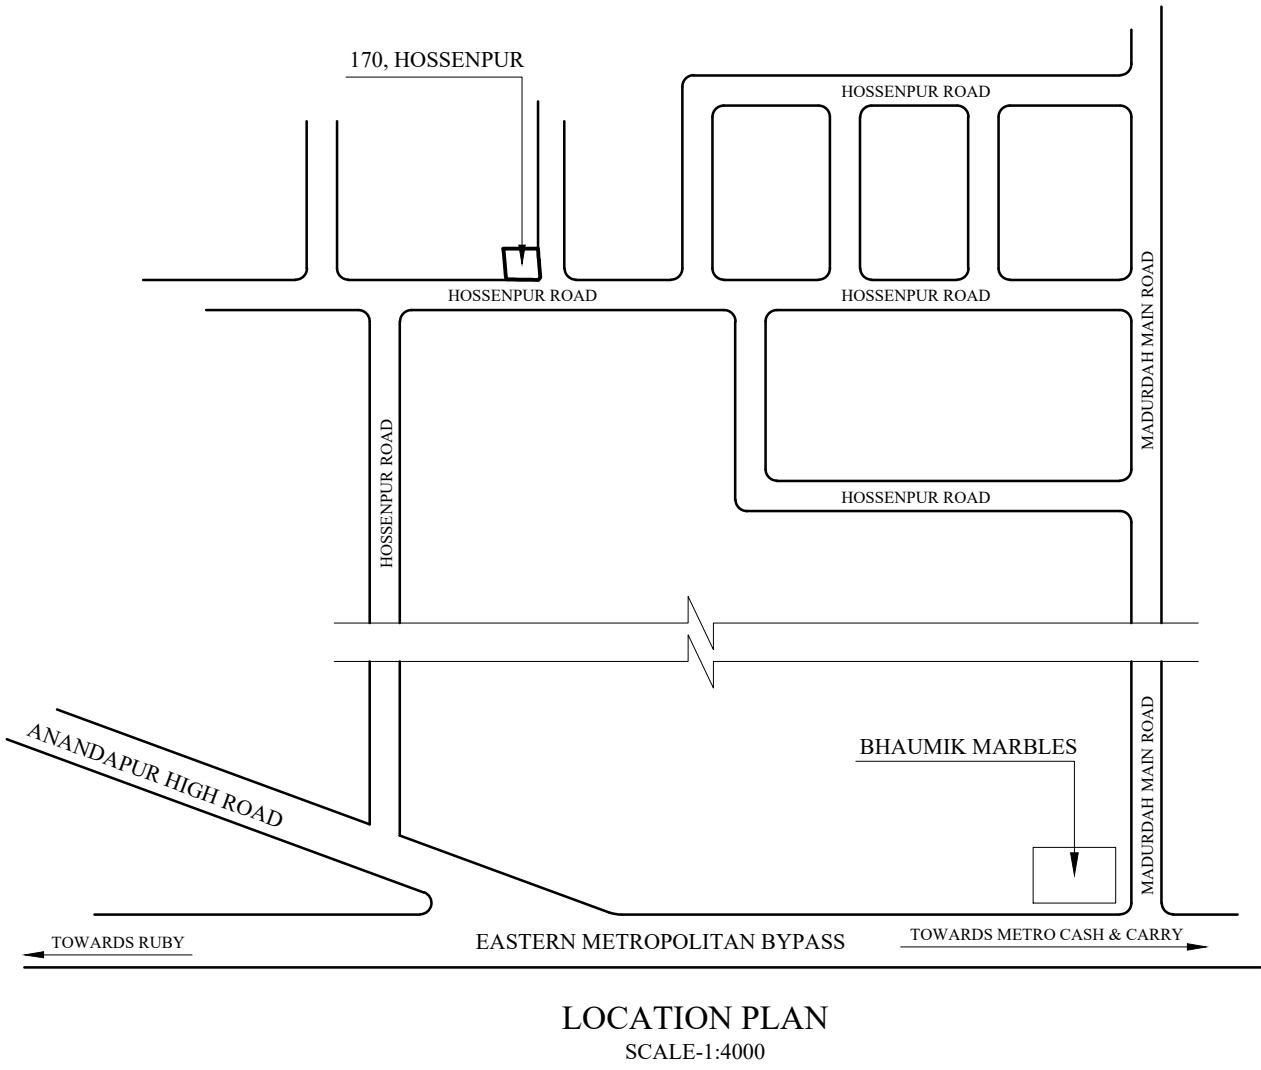 170, HOSSENPUR
HOSSENPUR ROAD
HOSSENPUR ROAD
HOSSENPUR ROAD
MADURDAH MAIN ROAD
HOSSENPUR ROAD
HOSSENPUR ROAD
ANANDAPUR HIGH ROAD
BHAUMIK MARBLES
MADURDAH MAIN ROAD
TOWARDS RUBY
EASTERN METROPOLITAN BYPASS
TOWARDS METRO CASH & CARRY
LOCATION PLAN
SCALE-1:4000